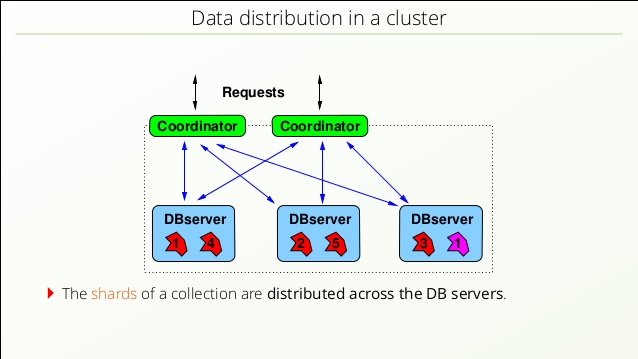 Data distribution in a cluster
Requests
Coordinator Coordinator
DBserver DBserver DBserver
1 4 2 5 3 1
The shards of a collection are distributed across the DB servers.